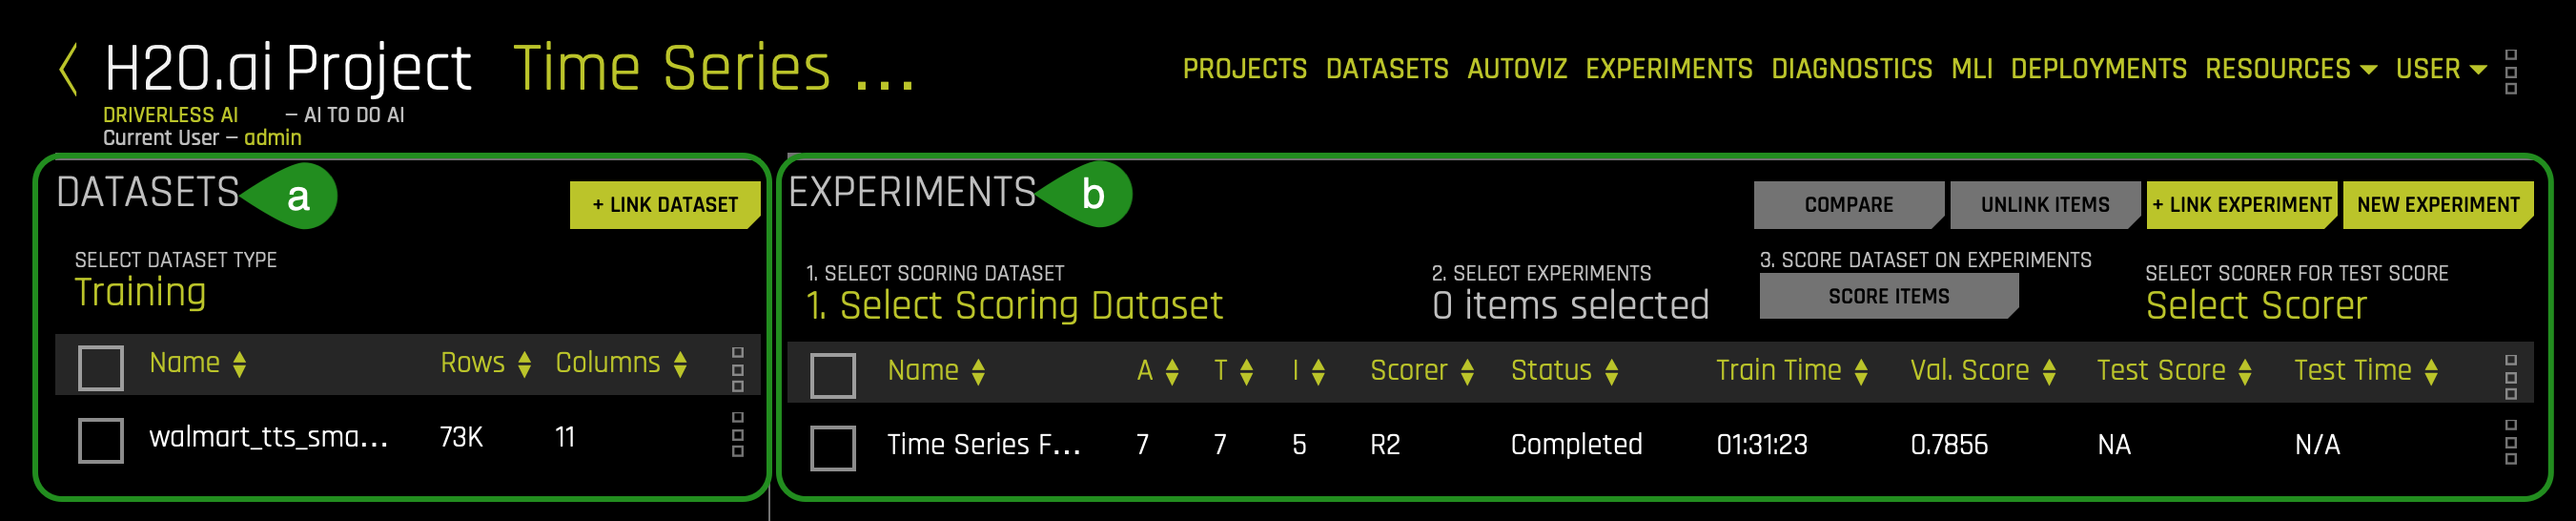 H2O.ai Project Time Series ...
PROJECTS DATASETS AUTOVIZ EXPERIMENTS DIAGNOSTICS MLI DEPLOYMENTS RESOURCES USER
DRIVERLESS AI — AI TO DO AI
Current User — admin
DATASETS a
+ LINK DATASET
SELECT DATASET TYPE
Training
Name Rows Columns
walmart_tts_sma... 73K 11
EXPERIMENTS b
COMPARE UNLINK ITEMS + LINK EXPERIMENT NEW EXPERIMENT
1. SELECT SCORING DATASET
1. Select Scoring Dataset
2. SELECT EXPERIMENTS
0 items selected
3. SCORE DATASET ON EXPERIMENTS
SCORE ITEMS
SELECT SCORER FOR TEST SCORE
Select Scorer
Name A T I Scorer Status Train Time Val. Score Test Score Test Time
Time Series F... 7 7 5 R2 Completed 01:31:23 0.7856 NA N/A